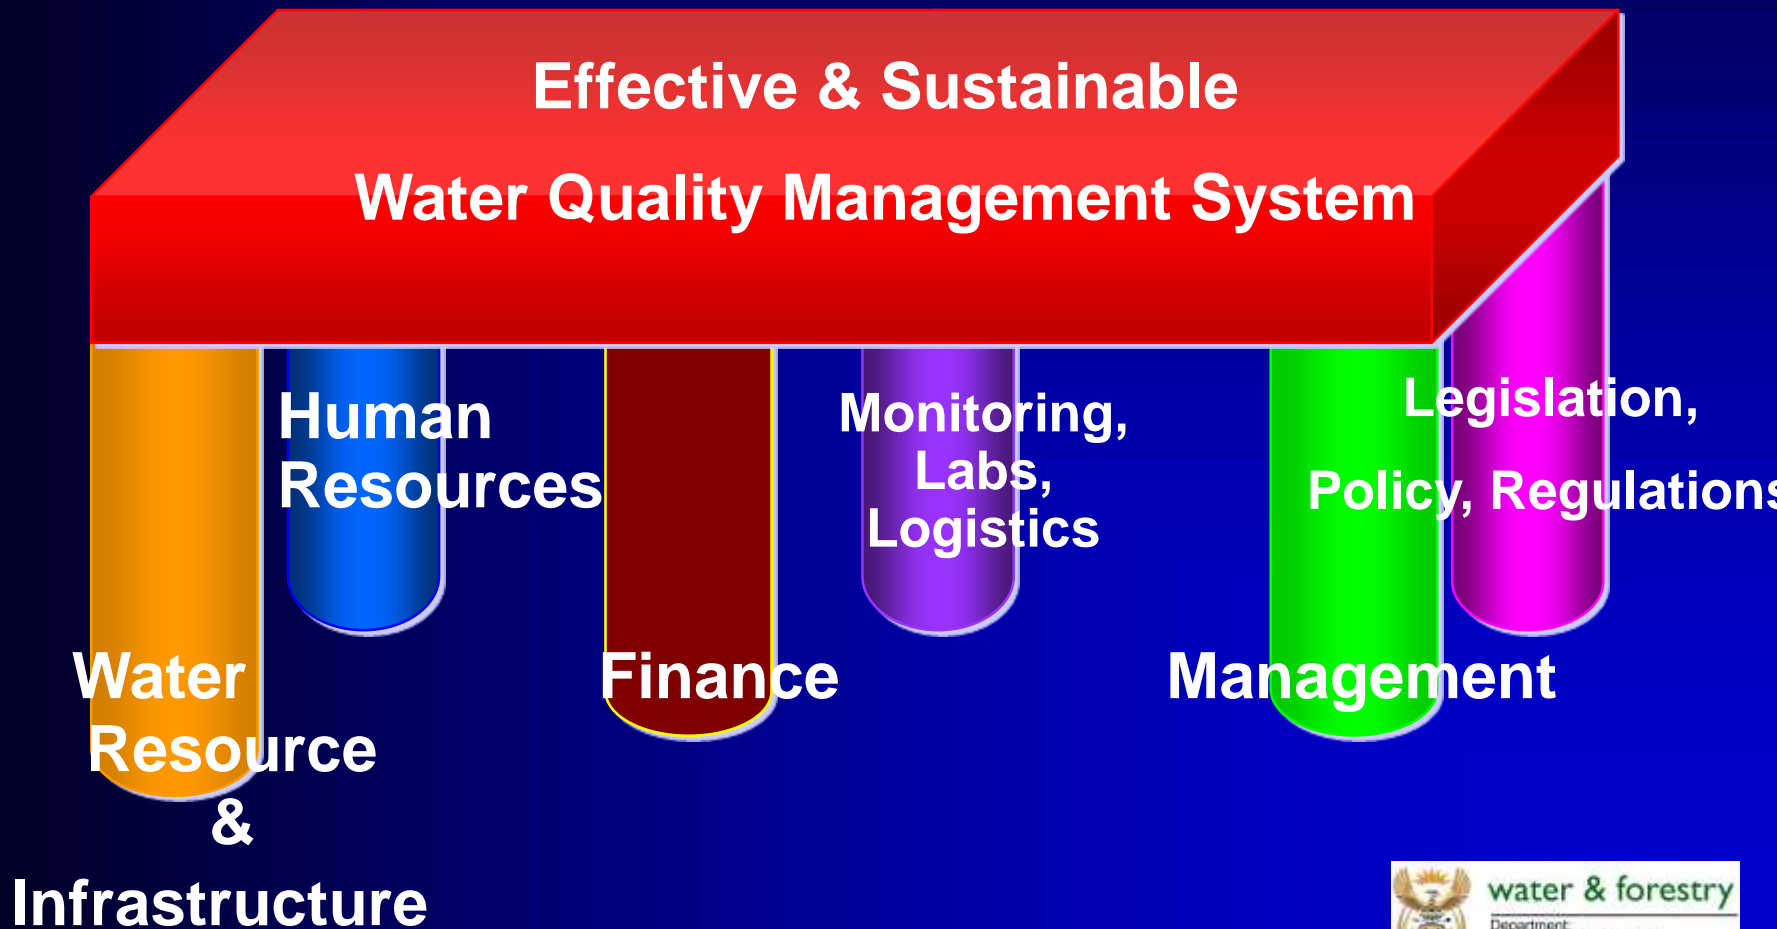 Effective & Sustainable
Water Quality Management System
Human
Resources
Monitoring,
Labs,
Logistics
Legislation,
Policy, Regulations
Water
Resource
&
Infrastructure
Finance
Management
water & forestry
Department: